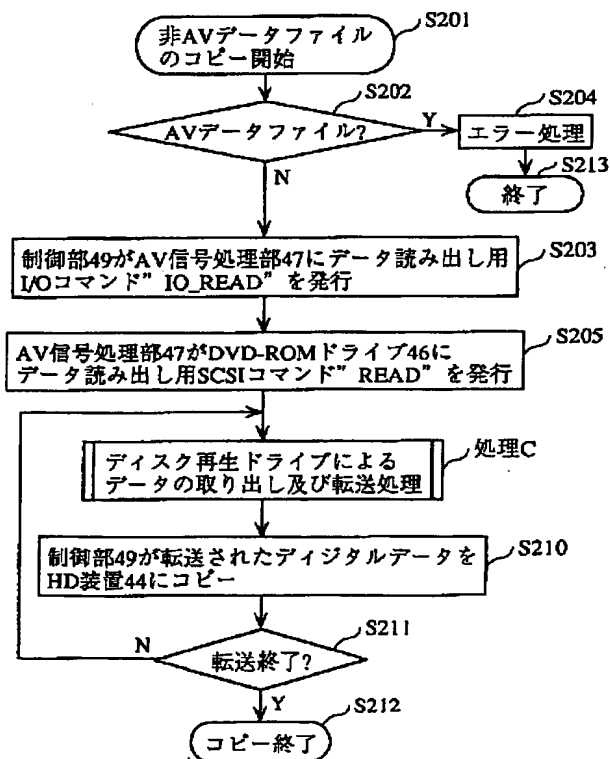 非AVデータファイル
のコピー開始
S201
S202
AVデータファイル?
Y
S204
エラー処理
S213
終了
N
制御部49がAV信号処理部47にデータ読み出し用
I/Oコマンド”IO_READ”を発行
S203
AV信号処理部47がDVD-ROMドライブ46に
データ読み出し用SCSIコマンド”READ”を発行
S205
ディスク再生ドライブによる
データの取り出し及び転送処理
処理C
制御部49が転送されたディジタルデータを
HD装置44にコピー
S210
N
転送終了?
S211
Y
S212
コピー終了